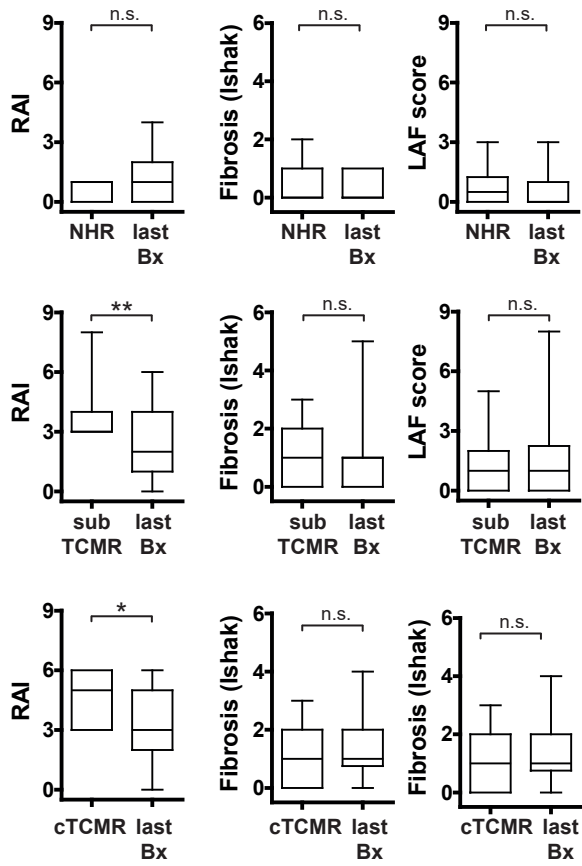 n.s.
RAI
9
6
3
0
NHR last
Bx
n.s.
Fibrosis (Ishak)
6
4
2
0
NHR last
Bx
n.s.
LAF score
9
6
3
0
NHR last
Bx
**
RAI
9
6
3
0
sub last
TCMR Bx
n.s.
Fibrosis (Ishak)
6
4
2
0
sub last
TCMR Bx
n.s.
LAF score
9
6
3
0
sub last
TCMR Bx
*
RAI
9
6
3
0
cTCMR last
Bx
n.s.
Fibrosis (Ishak)
6
4
2
0
cTCMR last
Bx
n.s.
Fibrosis (Ishak)
6
4
2
0
cTCMR last
Bx